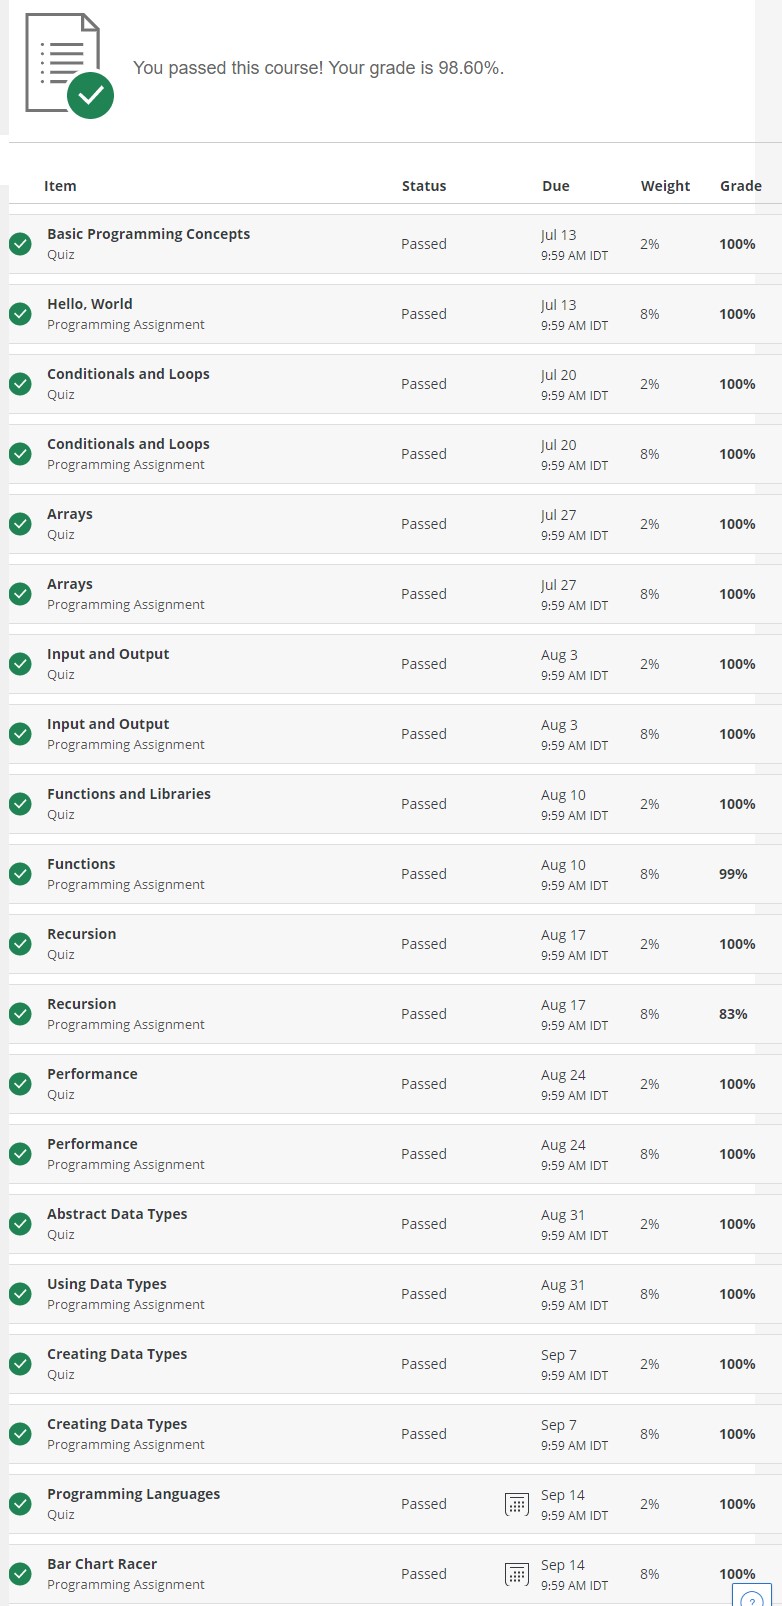 You passed this course! Your grade is 98.60%.
Item Status Due Weight Grade
Basic Programming Concepts
Quiz
Passed
Jul 13
9:59 AM IDT
2%
100%
Hello, World
Programming Assignment
Passed
Jul 13
9:59 AM IDT
8%
100%
Conditionals and Loops
Quiz
Passed
Jul 20
9:59 AM IDT
2%
100%
Conditionals and Loops
Programming Assignment
Passed
Jul 20
9:59 AM IDT
8%
100%
Arrays
Quiz
Passed
Jul 27
9:59 AM IDT
2%
100%
Arrays
Programming Assignment
Passed
Jul 27
9:59 AM IDT
8%
100%
Input and Output
Quiz
Passed
Aug 3
9:59 AM IDT
2%
100%
Input and Output
Programming Assignment
Passed
Aug 3
9:59 AM IDT
8%
100%
Functions and Libraries
Quiz
Passed
Aug 10
9:59 AM IDT
2%
100%
Functions
Programming Assignment
Passed
Aug 10
9:59 AM IDT
8%
99%
Recursion
Quiz
Passed
Aug 17
9:59 AM IDT
2%
100%
Recursion
Programming Assignment
Passed
Aug 17
9:59 AM IDT
8%
83%
Performance
Quiz
Passed
Aug 24
9:59 AM IDT
2%
100%
Performance
Programming Assignment
Passed
Aug 24
9:59 AM IDT
8%
100%
Abstract Data Types
Quiz
Passed
Aug 31
9:59 AM IDT
2%
100%
Using Data Types
Programming Assignment
Passed
Aug 31
9:59 AM IDT
8%
100%
Creating Data Types
Quiz
Passed
Sep 7
9:59 AM IDT
2%
100%
Creating Data Types
Programming Assignment
Passed
Sep 7
9:59 AM IDT
8%
100%
Programming Languages
Quiz
Passed
Sep 14
9:59 AM IDT
2%
100%
Bar Chart Racer
Programming Assignment
Passed
Sep 14
9:59 AM IDT
8%
100%
?